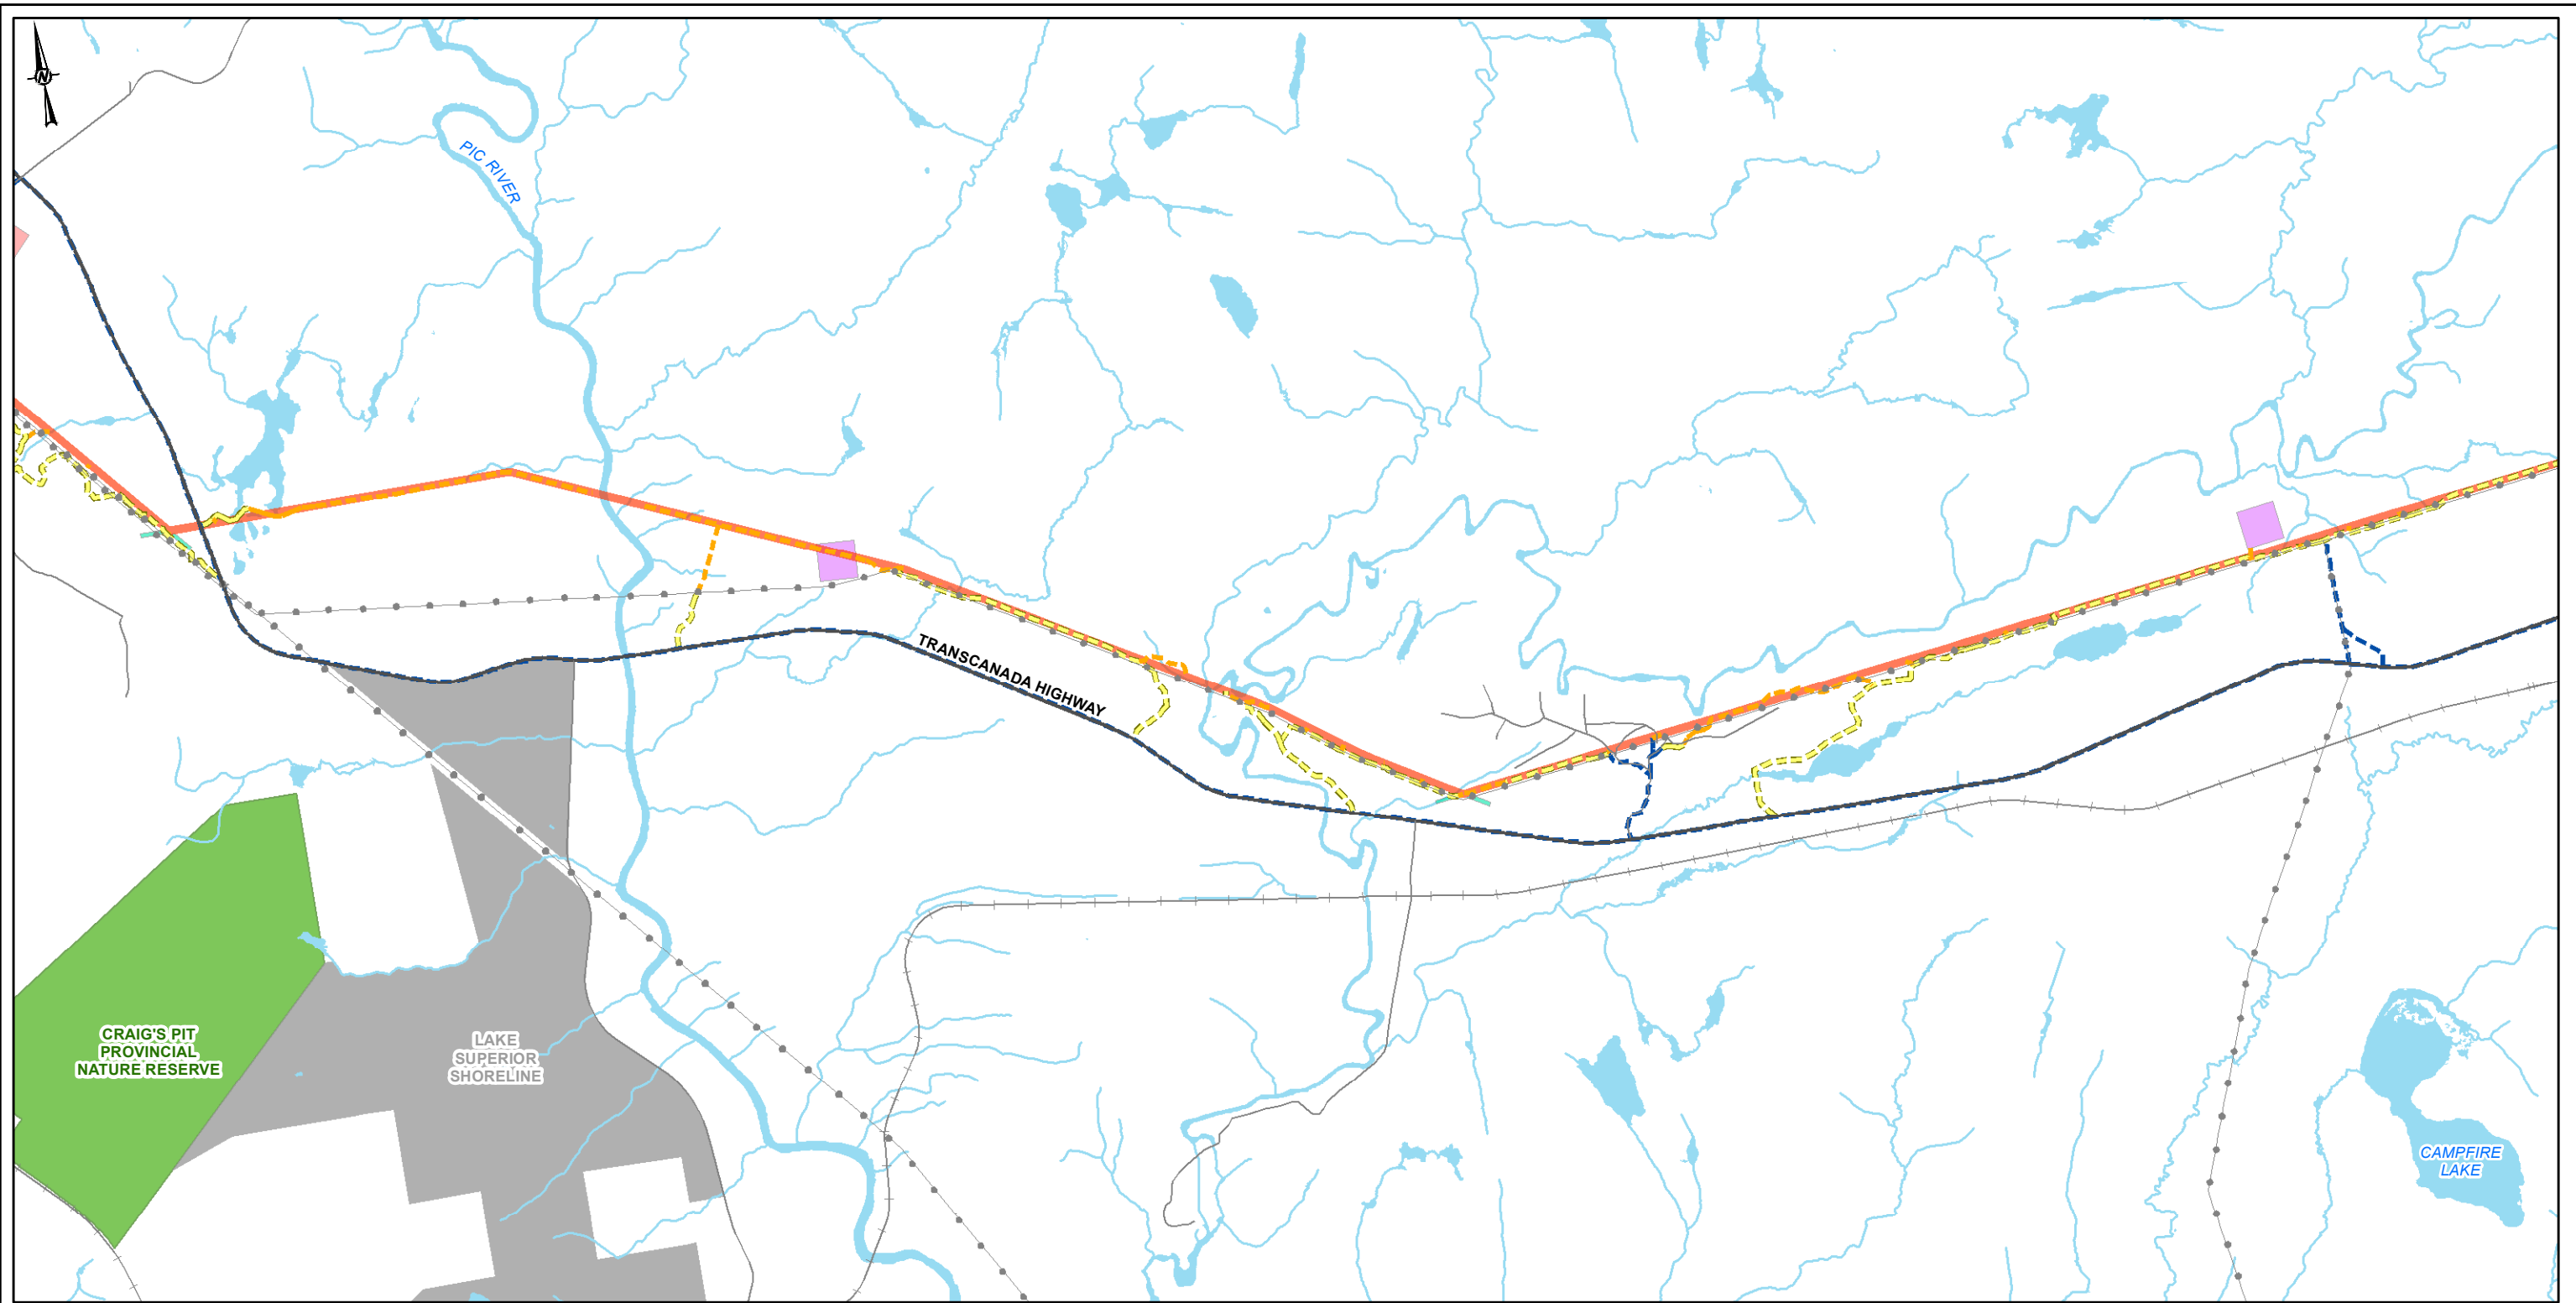 N
PIC RIVER
TRANSCANADA HIGHWAY
CRAIG'S PIT
PROVINCIAL
NATURE RESERVE
LAKE
SUPERIOR
SHORELINE
CAMPFIRE
LAKE